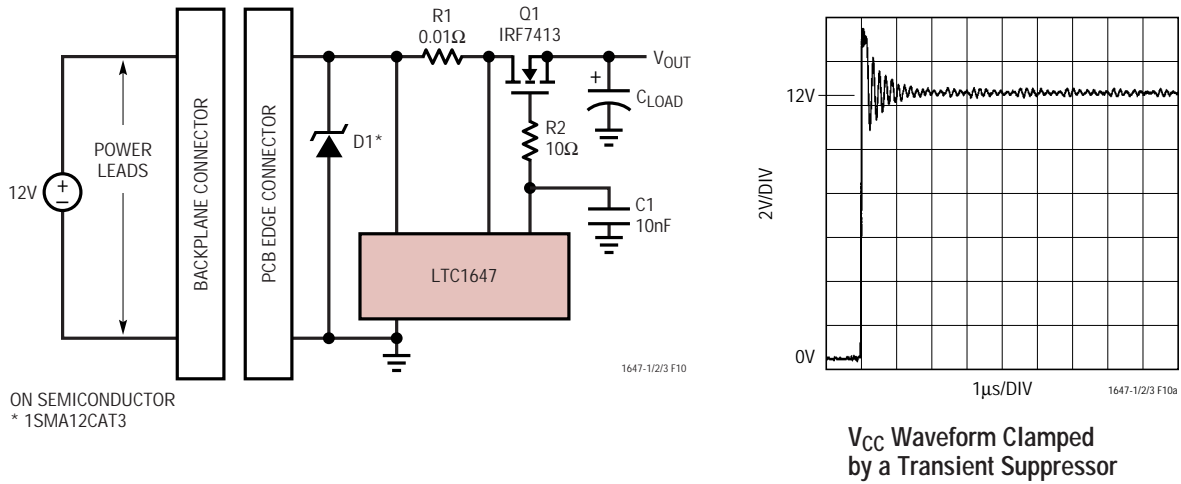 R1
0.01Ω
Q1
IRF7413
VOUT
+
CLOAD
R2
10Ω
D1*
C1
10nF
12V
+
–
POWER
LEADS
BACKPLANE CONNECTOR
PCB EDGE CONNECTOR
LTC1647
1647-1/2/3 F10
ON SEMICONDUCTOR
* 1SMA12CAT3
12V
2V/DIV
0V
1µs/DIV
1647-1/2/3 F10a
VCC Waveform Clamped
by a Transient Suppressor